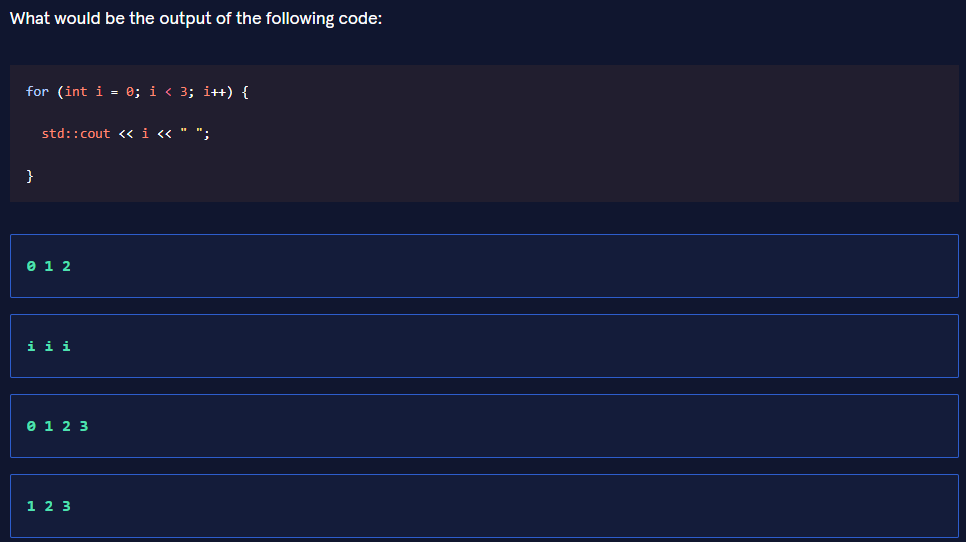 What would be the output of the following code:
for (int i = 0; i < 3; i++) {
std::cout << i << " ";
}
0 1 2
i i i
0 1 2 3
1 2 3